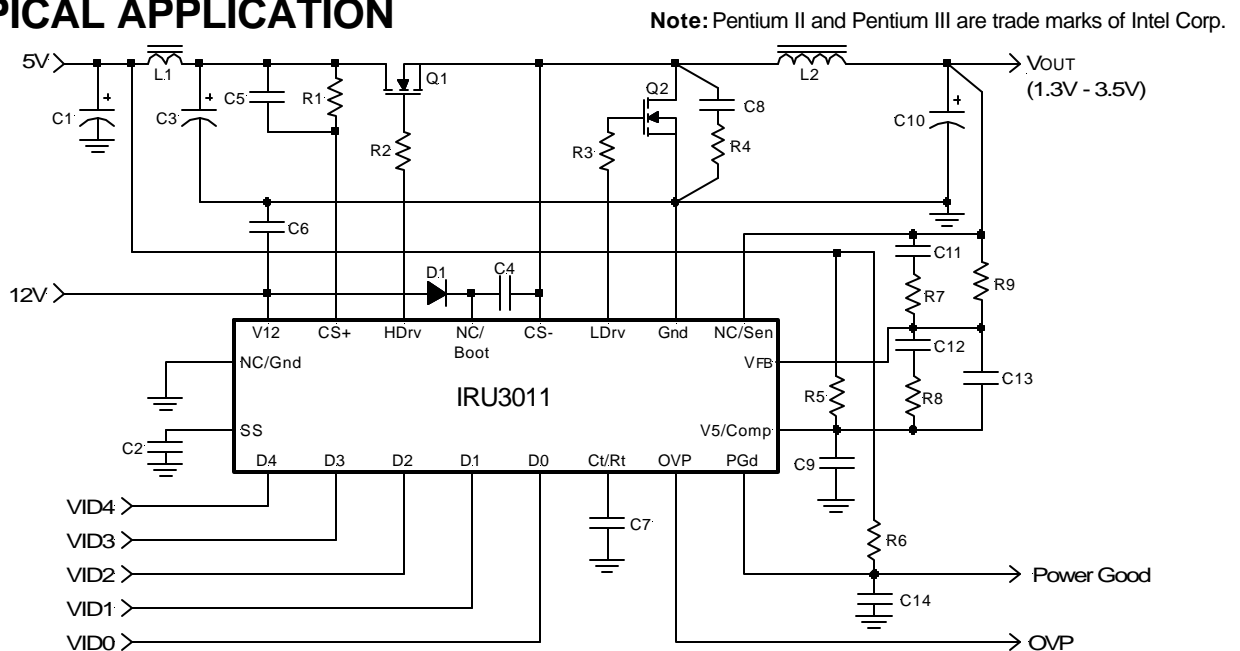 PICAL APPLICATION
Note: Pentium II and Pentium III are trade marks of Intel Corp.
5V
L1
Q1
L2
VOUT
(1.3V - 3.5V)
C1
C3
C5
R1
R2
Q2
R3
C8
R4
C10
C6
C11
R7
R9
12V
D1
C4
V12
CS+
HDrv
NC/
Boot
CS-
LDrv
Gnd
NC/Sen
NC/Gnd
VFB
C12
R8
C13
IRU3011
R5
SS
V5/Comp
C2
C9
D4
D3
D2
D1
D0
Ct/Rt
OVP
PGd
VID4
C7
VID3
R6
VID2
Power Good
C14
VID1
VID0
OVP